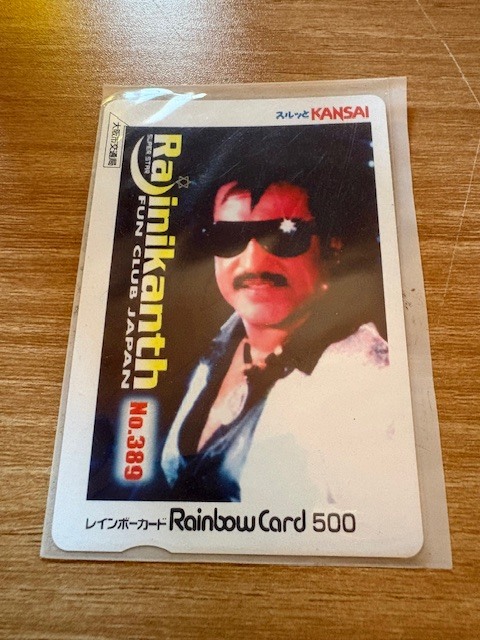 スルッとKANSAI
大阪市交通局
Rajinikanth
SUPER STAR
FUN CLUB JAPAN
No.389
レインボーカード Rainbow Card 500